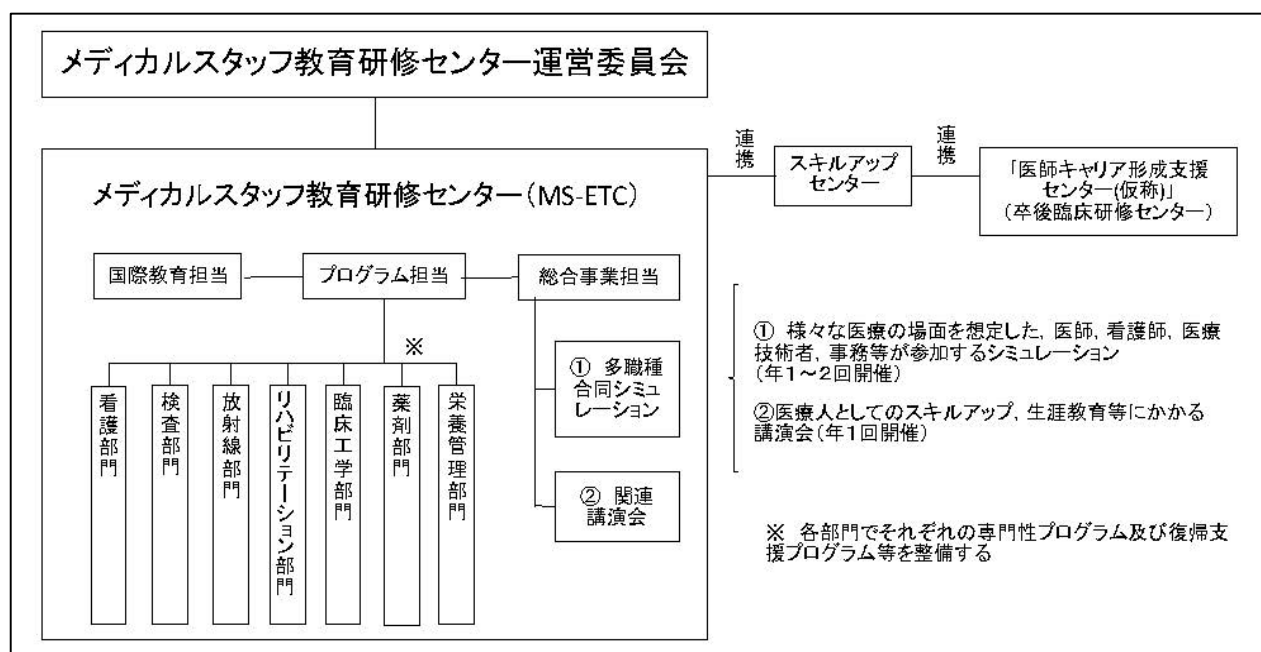 メディカルスタッフ教育研修センター運営委員会
連携
連携
スキルアップ
センター
「医師キャリア形成支援
センター(仮称)」
(卒後臨床研修センター)
メディカルスタッフ教育研修センター(MS-ETC)
国際教育担当
プログラム担当
総合事業担当
※
看護部門
検査部門
放射線部門
リハビリテーション部門
臨床工学部門
薬剤部門
栄養管理部門
① 多職種
合同シミュ
レーション
② 関連
講演会
① 様々な医療の場面を想定した, 医師, 看護師, 医療
技術者, 事務等が参加するシミュレーション
(年1～2回開催)
②医療人としてのスキルアップ, 生涯教育等にかかる
講演会(年1回開催)
※ 各部門でそれぞれの専門性プログラム及び復帰支
援プログラム等を整備する